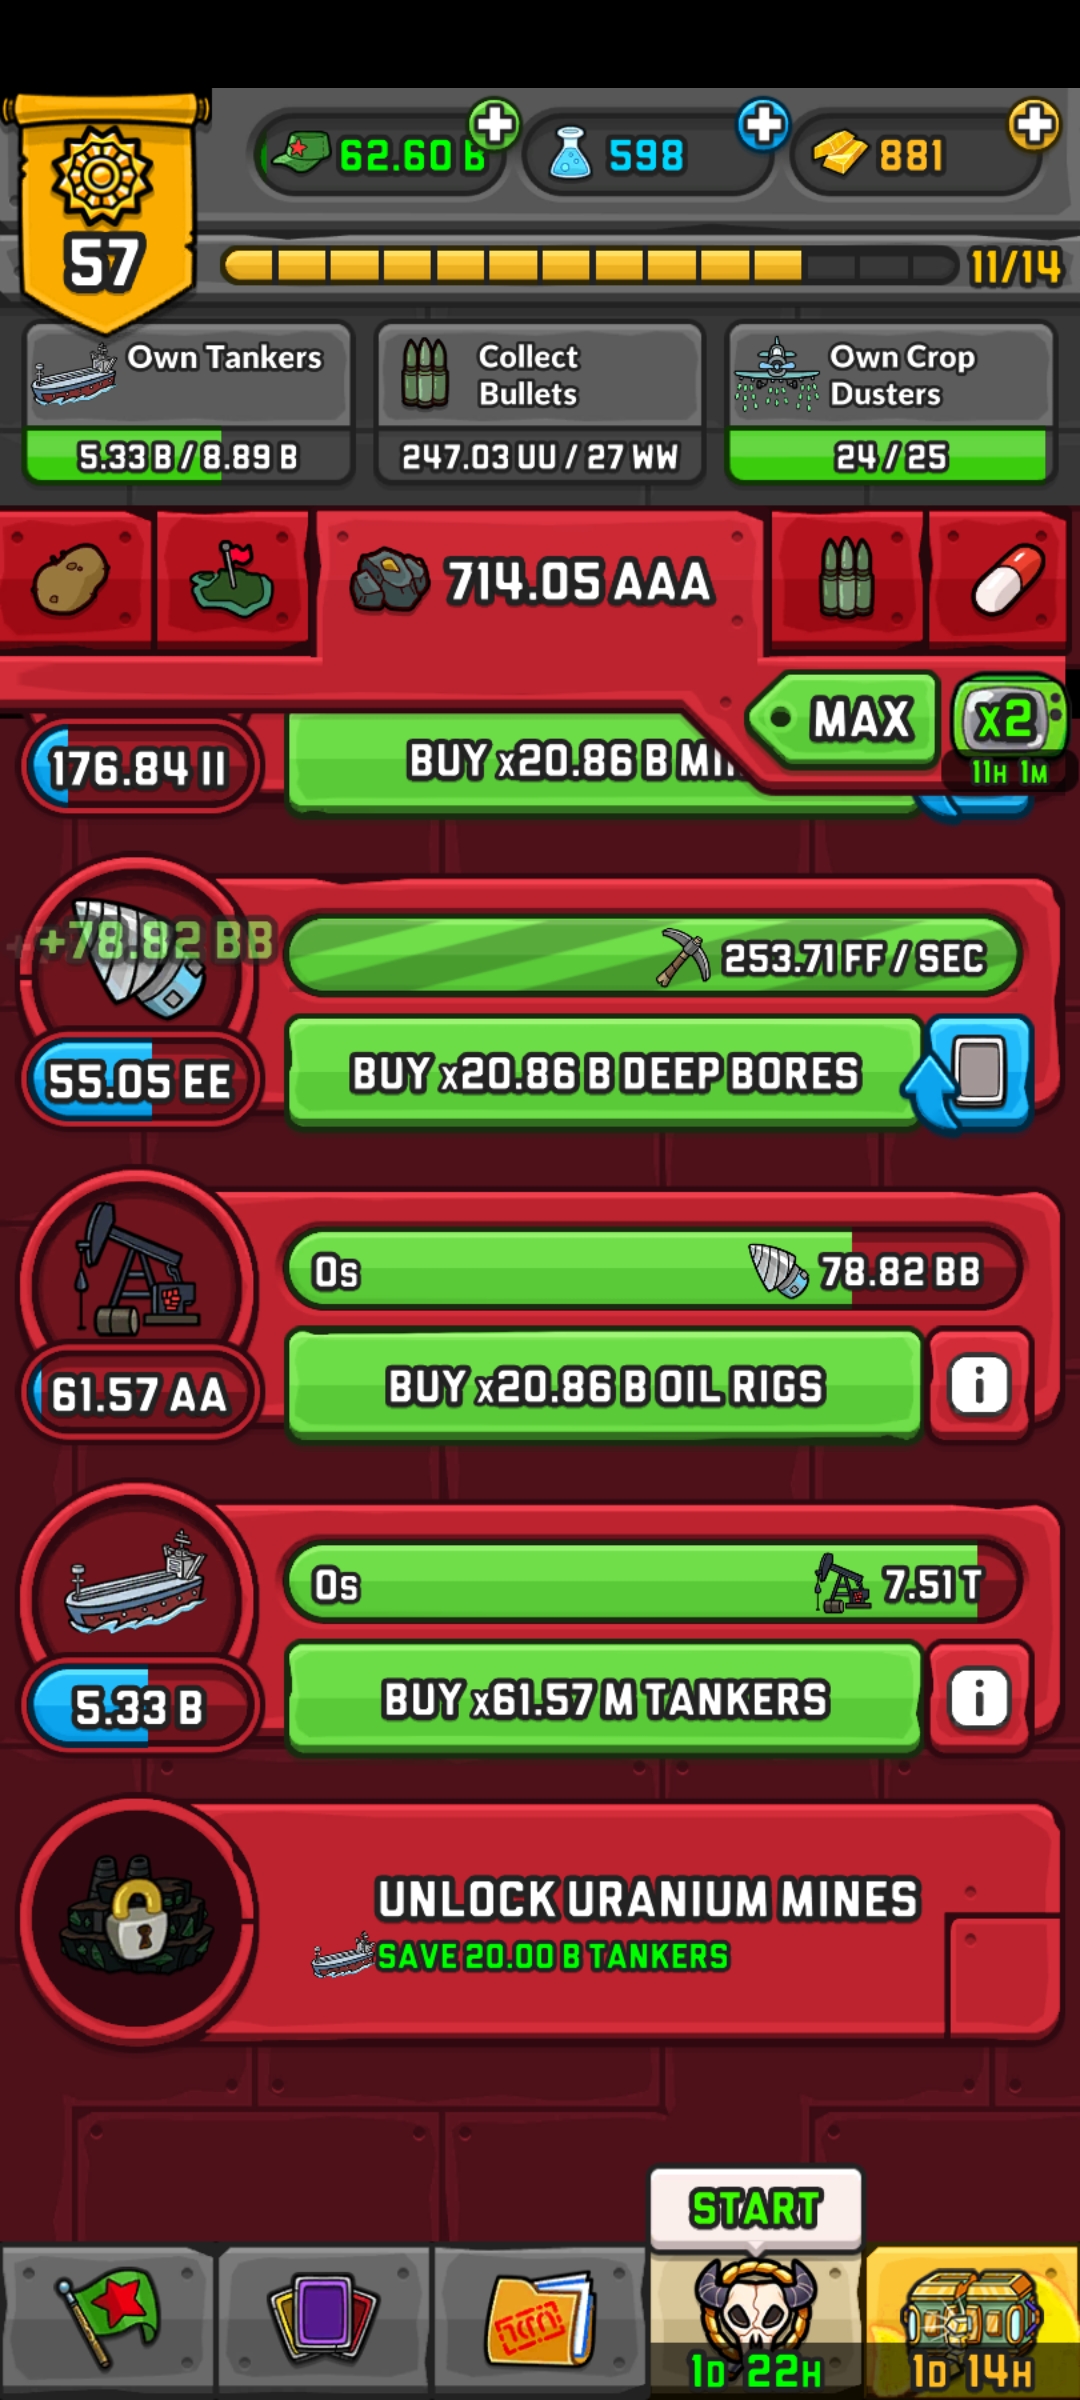 62.60 B
598
881
57
11/14
Own Tankers
5.33 B / 8.89 B
Collect
Bullets
247.03 UU / 27 WW
Own Crop
Dusters
24 / 25
714.05 AAA
MAX
x2
11H 1M
176.84 II
BUY x20.86 B
+78.82 BB
253.71 FF / SEC
55.05 EE
BUY x20.86 B DEEP BORES
0s
78.82 BB
61.57 AA
BUY x20.86 B OIL RIGS
i
0s
7.51 T
5.33 B
BUY x61.57 M TANKERS
i
UNLOCK URANIUM MINES
SAVE 20.00 B TANKERS
START
1D 22H
1D 14H